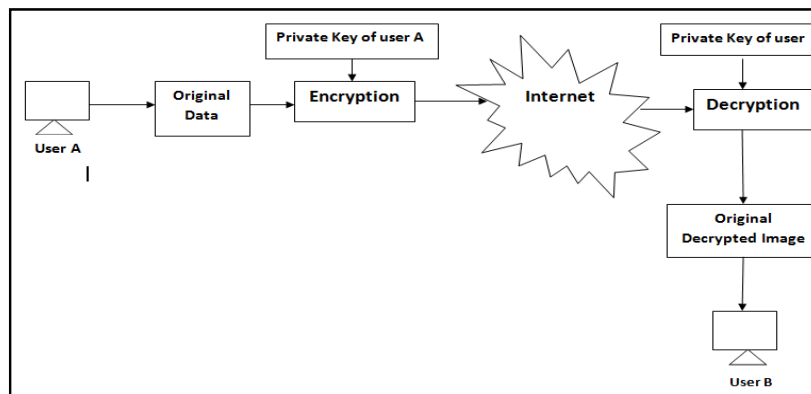 Private Key of user A
Private Key of user
Original
Data
Encryption
Internet
Decryption
User A
Original
Decrypted Image
User B